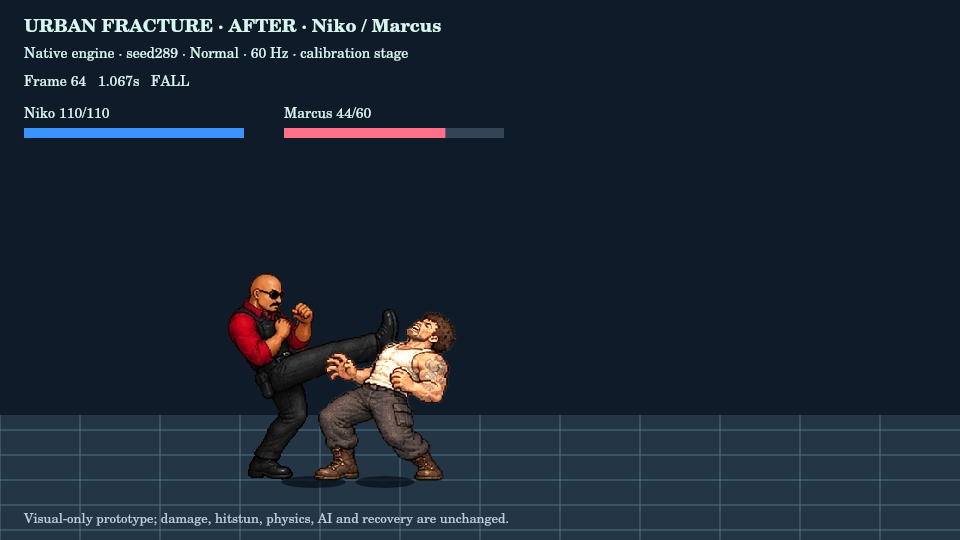 URBAN FRACTURE · AFTER · Niko / Marcus
Native engine · seed289 · Normal · 60 Hz · calibration stage
Frame 64 1.067s FALL
Niko 110/110 Marcus 44/60
Visual-only prototype; damage, hitstun, physics, AI and recovery are unchanged.